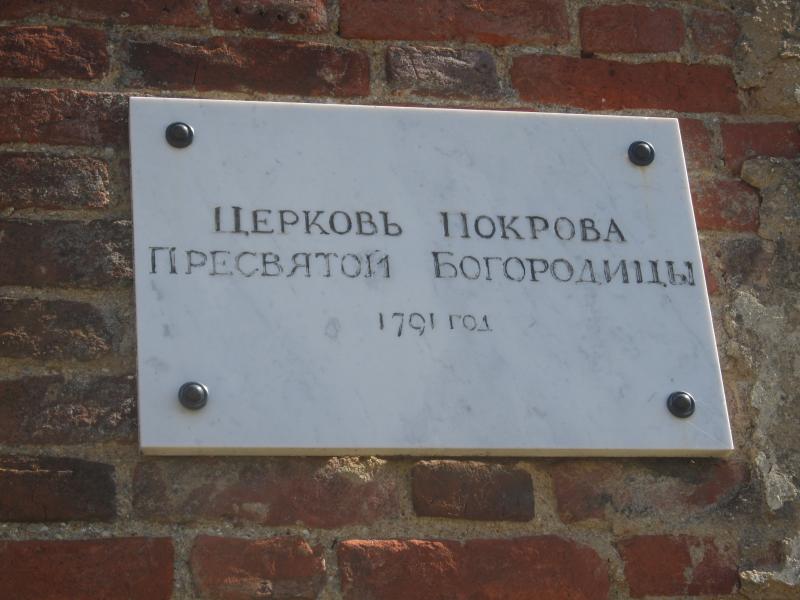 Церковь Покрова
Пресвятой Богородицы
1791 год